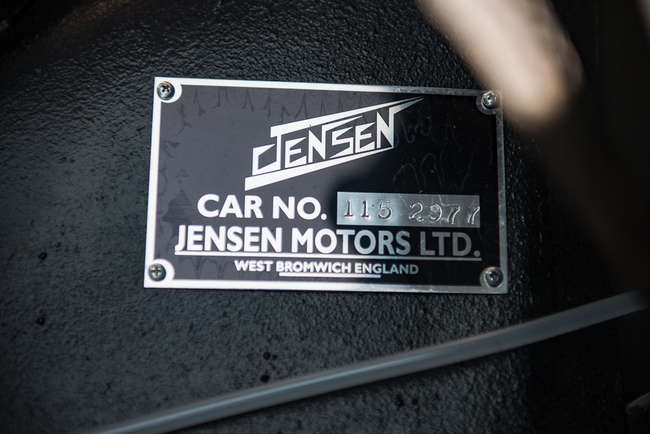 JENSEN
CAR NO. 115 2977
JENSEN MOTORS LTD.
WEST BROMWICH ENGLAND